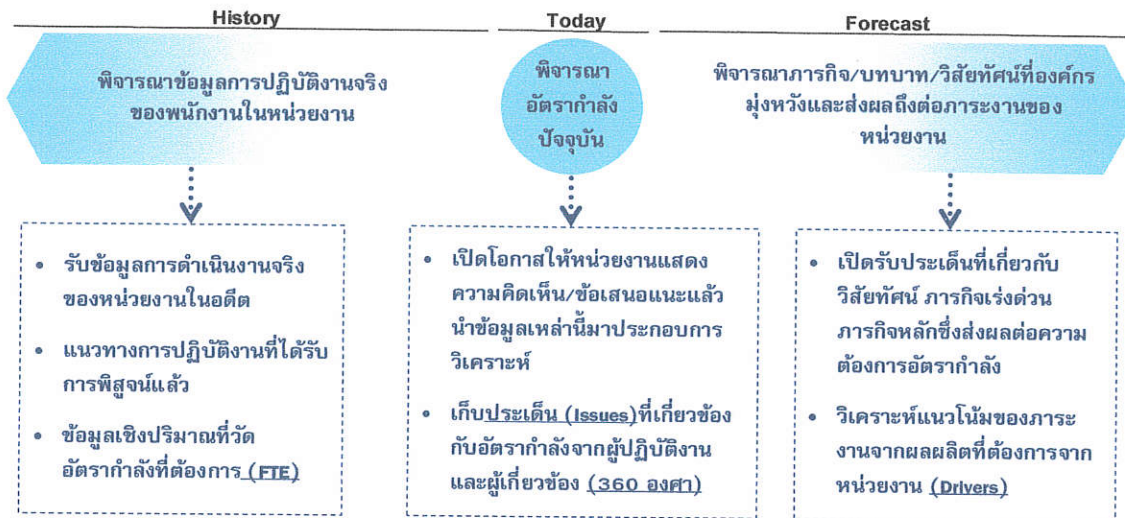 History
Today
Forecast
พิจารณาข้อมูลการปฏิบัติงานจริง
ของพนักงานในหน่วยงาน
พิจารณา
อัตรากำลัง
ปัจจุบัน
พิจารณาภารกิจ/บทบาท/วิสัยทัศน์ที่องค์กร
มุ่งหวังและส่งผลถึงต่อภาระงานของ
หน่วยงาน
• รับข้อมูลการดำเนินงานจริง
ของหน่วยงานในอดีต
• แนวทางการปฏิบัติงานที่ได้รับ
การพิสูจน์แล้ว
• ข้อมูลเชิงปริมาณที่วัด
อัตรากำลังที่ต้องการ (FTE)
• เปิดโอกาสให้หน่วยงานแสดง
ความคิดเห็น/ข้อเสนอแนะแล้ว
นำข้อมูลเหล่านี้มาประกอบการ
วิเคราะห์
• เก็บประเด็น (Issues)ที่เกี่ยวข้อง
กับอัตรากำลังจากผู้ปฏิบัติงาน
และผู้เกี่ยวข้อง (360 องศา)
• เปิดรับประเด็นที่เกี่ยวกับ
วิสัยทัศน์ ภารกิจเร่งด่วน
ภารกิจหลักซึ่งส่งผลต่อความ
ต้องการอัตรากำลัง
• วิเคราะห์แนวโน้มของภาระ
งานจากผลผลิตที่ต้องการจาก
หน่วยงาน (Drivers)